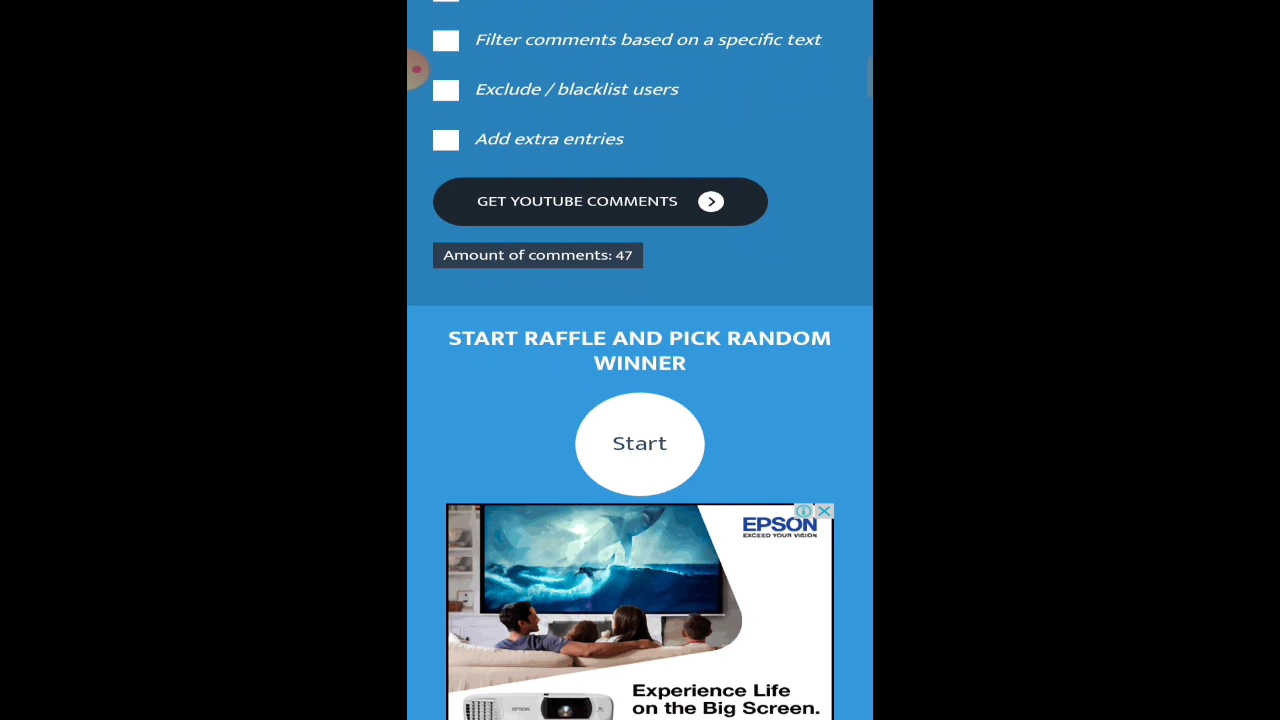 Filter comments based on a specific text
Exclude / blacklist users
Add extra entries
GET YOUTUBE COMMENTS
Amount of comments: 47
START RAFFLE AND PICK RANDOM
WINNER
Start
EPSON
EXCEED YOUR VISION
EPSON
Experience Life
on the Big Screen.